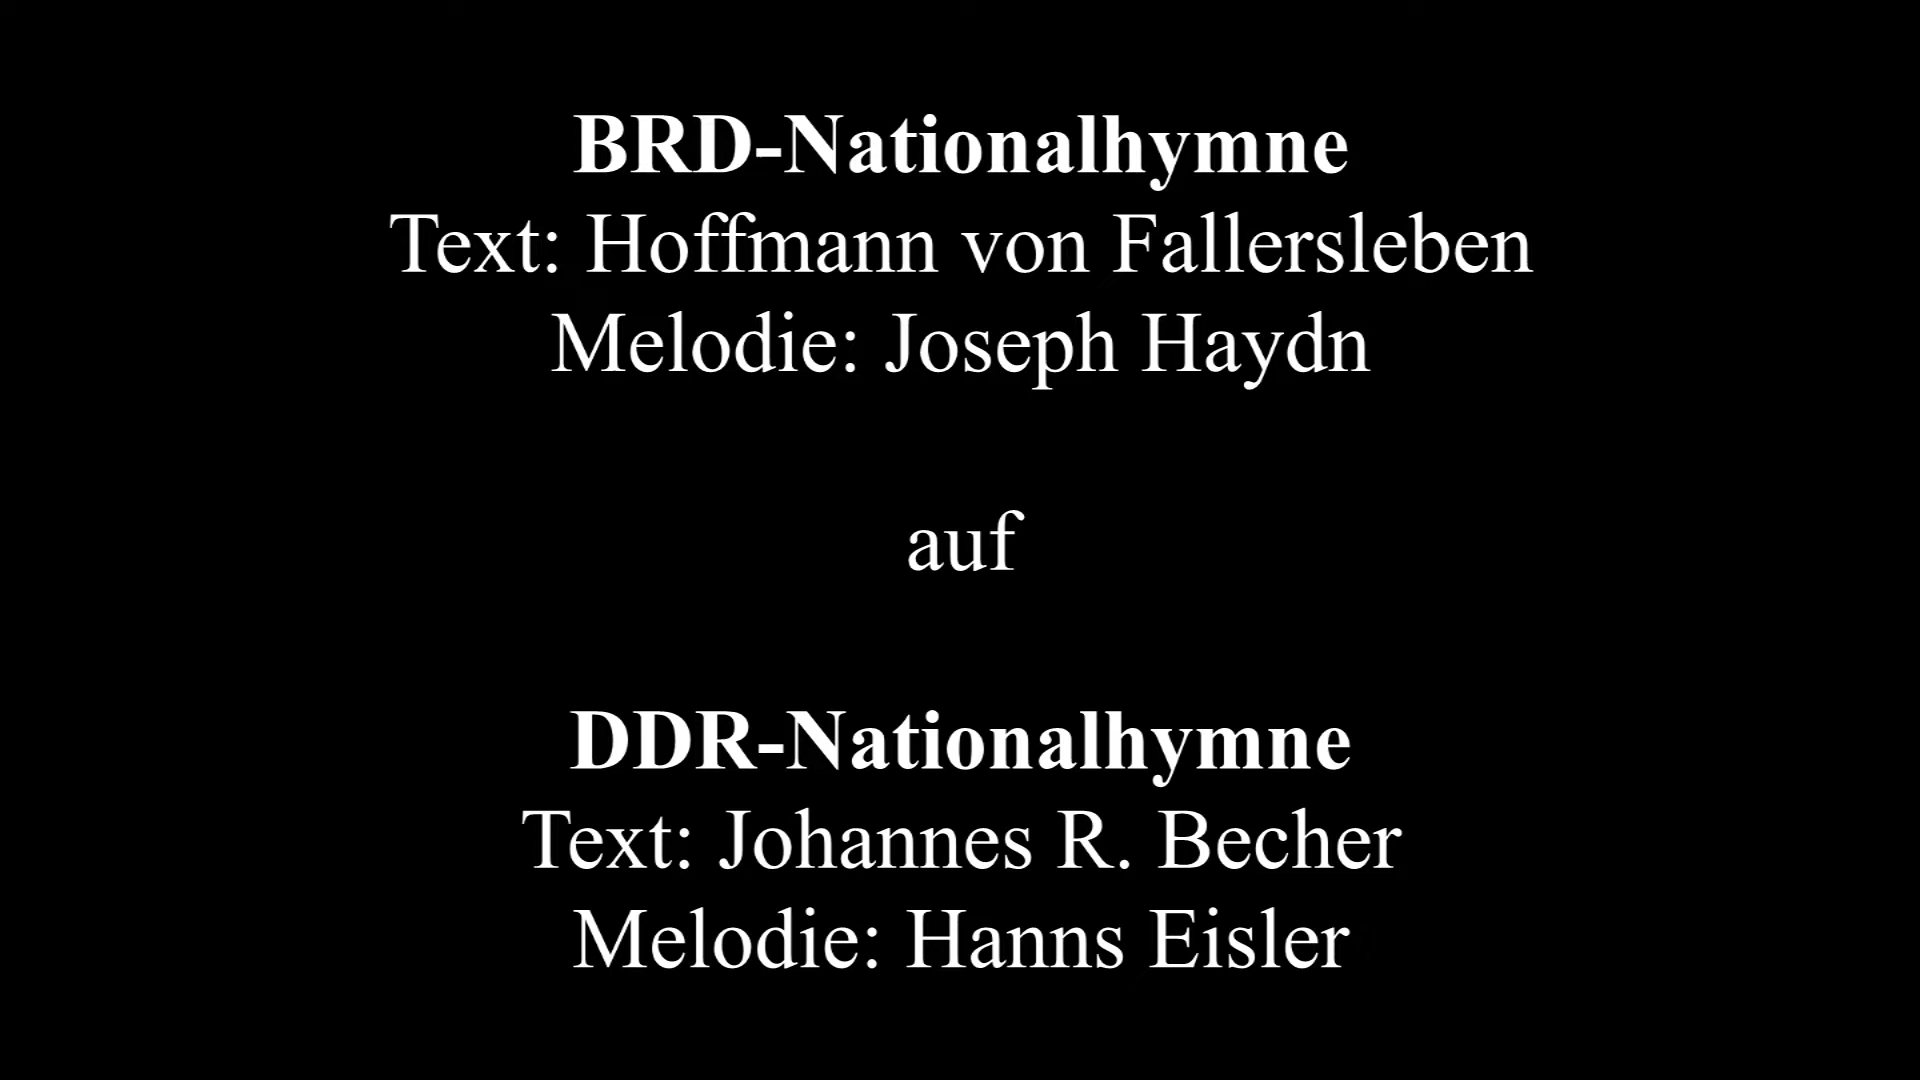 BRD-Nationalhymne
Text: Hoffmann von Fallersleben
Melodie: Joseph Haydn
auf
DDR-Nationalhymne
Text: Johannes R. Becher
Melodie: Hanns Eisler